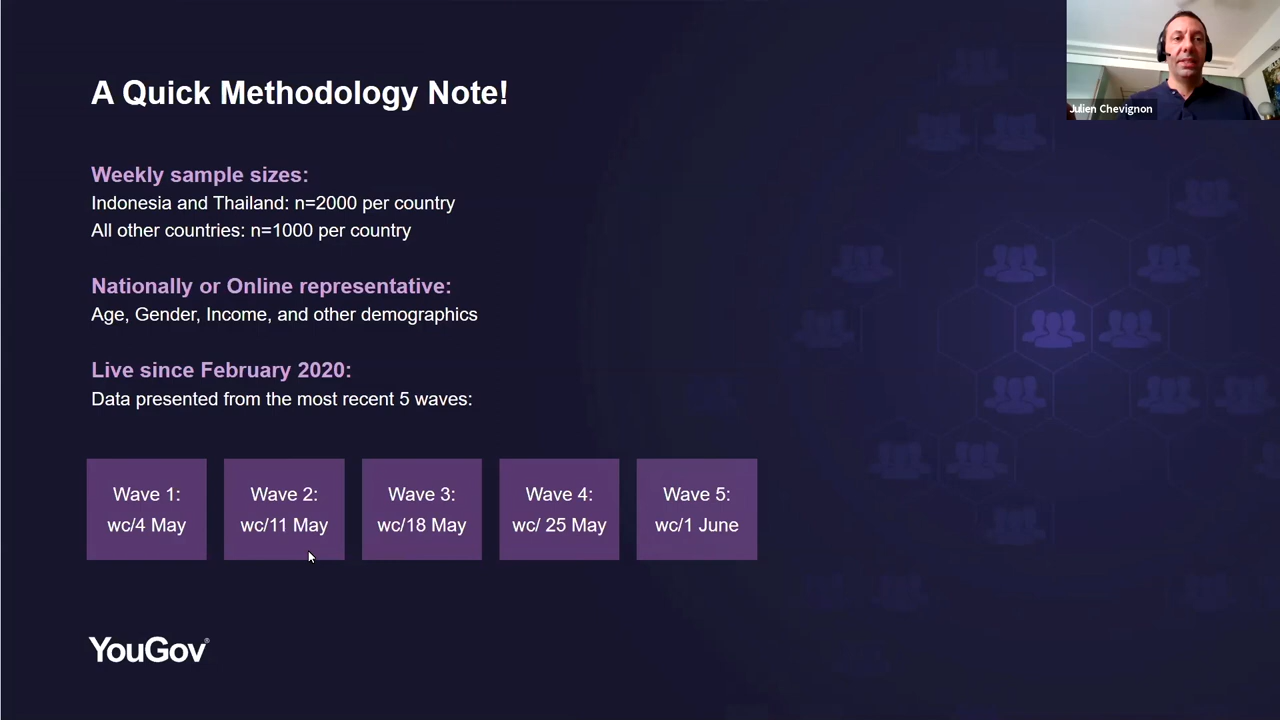 A Quick Methodology Note!
Julien Chevignon
Weekly sample sizes:
Indonesia and Thailand: n=2000 per country
All other countries: n=1000 per country
Nationally or Online representative:
Age, Gender, Income, and other demographics
Live since February 2020:
Data presented from the most recent 5 waves:
Wave 1:
wc/4 May
Wave 2:
wc/11 May
Wave 3:
wc/18 May
Wave 4:
wc/ 25 May
Wave 5:
wc/1 June
YouGov®